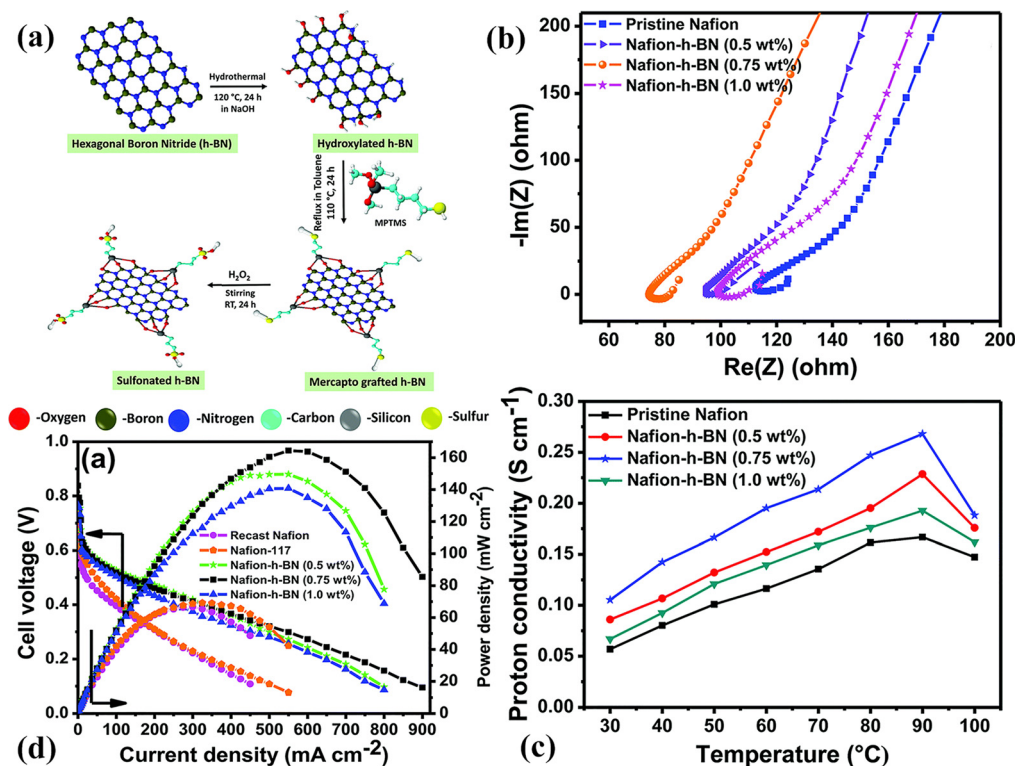 (a)
Hydrothermal
120 °C, 24 h
in NaOH
Hexagonal Boron Nitride (h-BN)
Hydroxylated h-BN
Reflux in Toluene
110 °C, 24 h
MPTMS
H2O2
Stirring
RT, 24 h
Sulfonated h-BN
Mercapto grafted h-BN
-Oxygen
-Boron
-Nitrogen
-Carbon
-Silicon
-Sulfur
(b)
Pristine Nafion
Nafion-h-BN (0.5 wt%)
Nafion-h-BN (0.75 wt%)
Nafion-h-BN (1.0 wt%)
-Im(Z) (ohm)
200
150
100
50
0
60 80 100 120 140 160 180 200
Re(Z) (ohm)
(a)
Cell voltage (V)
1.0
0.8
0.6
0.4
0.2
0.0
Recast Nafion
Nafion-117
Nafion-h-BN (0.5 wt%)
Nafion-h-BN (0.75 wt%)
Nafion-h-BN (1.0 wt%)
160
140
120
100
80
60
40
20
0
Power density (mW cm-2)
0 100 200 300 400 500 600 700 800 900
Current density (mA cm-2)
(d)
Proton conductivity (S cm-1)
0.30
0.25
0.20
0.15
0.10
0.05
0.00
Pristine Nafion
Nafion-h-BN (0.5 wt%)
Nafion-h-BN (0.75 wt%)
Nafion-h-BN (1.0 wt%)
30 40 50 60 70 80 90 100
Temperature (°C)
(c)